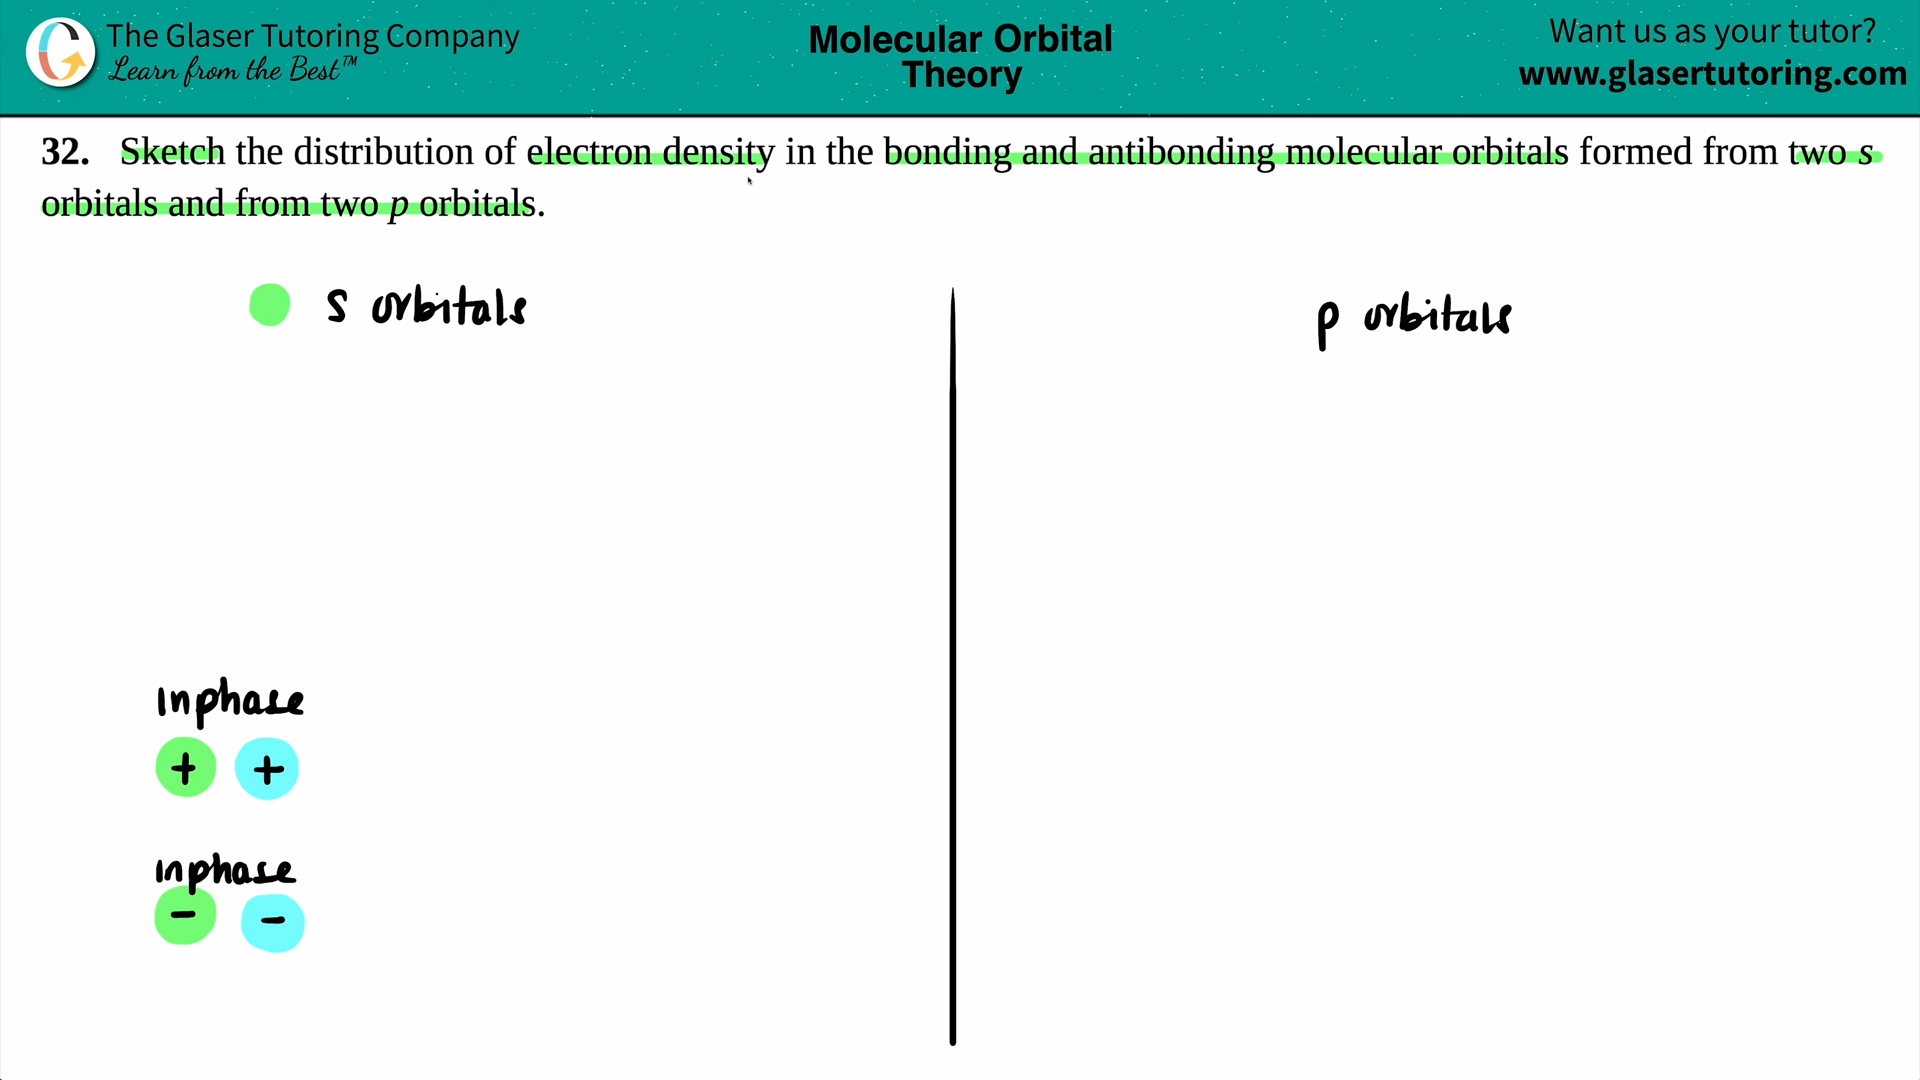 The Glaser Tutoring Company
Learn from the Best™
Molecular Orbital
Theory
Want us as your tutor?
www.glasertutoring.com
32. Sketch the distribution of electron density in the bonding and antibonding molecular orbitals formed from two s
orbitals and from two p orbitals.
s orbitals
p orbitals
inphase
+ +
inphase
- -